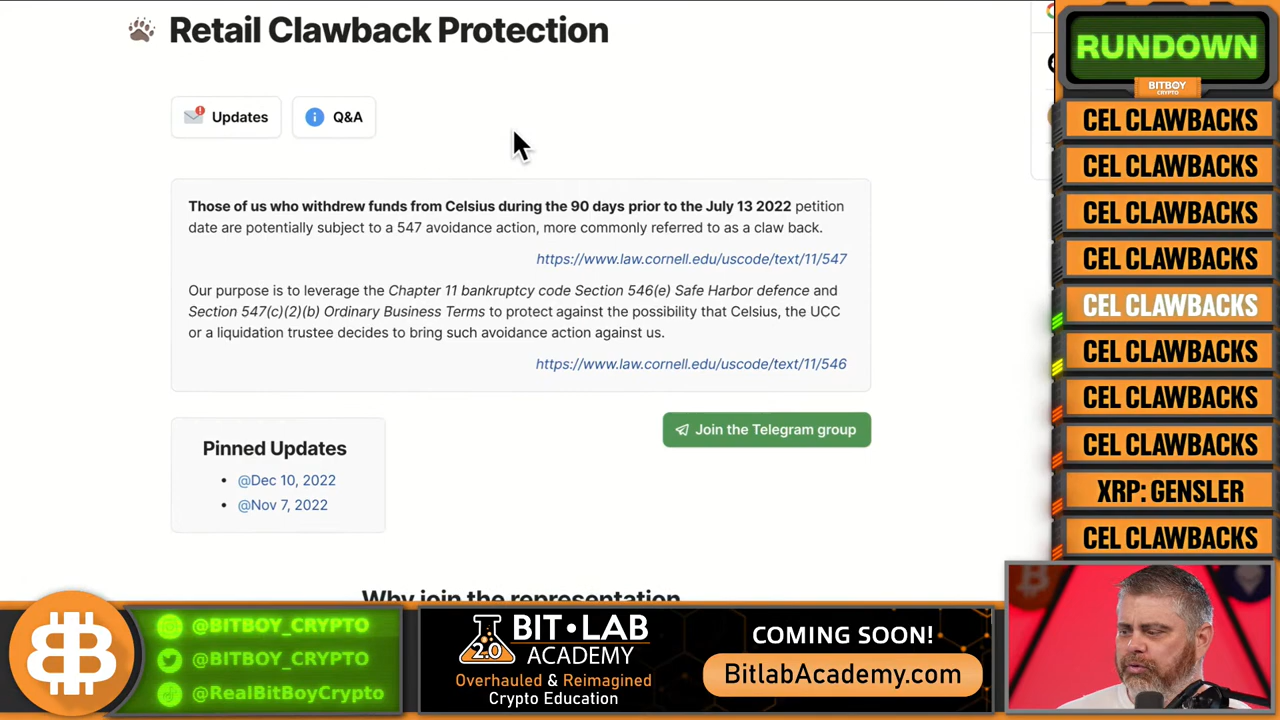 Retail Clawback Protection
Updates
Q&A
Those of us who withdrew funds from Celsius during the 90 days prior to the July 13 2022 petition
date are potentially subject to a 547 avoidance action, more commonly referred to as a claw back.
https://www.law.cornell.edu/uscode/text/11/547
Our purpose is to leverage the Chapter 11 bankruptcy code Section 546(e) Safe Harbor defence and
Section 547(c)(2)(b) Ordinary Business Terms to protect against the possibility that Celsius, the UCC
or a liquidation trustee decides to bring such avoidance action against us.
https://www.law.cornell.edu/uscode/text/11/546
Join the Telegram group
Pinned Updates
@Dec 10, 2022
@Nov 7, 2022
Why join the representation
RUNDOWN
BITBOY
CRYPTO
CEL CLAWBACKS
CEL CLAWBACKS
CEL CLAWBACKS
CEL CLAWBACKS
CEL CLAWBACKS
CEL CLAWBACKS
CEL CLAWBACKS
CEL CLAWBACKS
XRP: GENSLER
CEL CLAWBACKS
@BITBOY_CRYPTO
@BITBOY_CRYPTO
@RealBitBoyCrypto
2.0
BIT•LAB
ACADEMY
Overhauled & Reimagined
Crypto Education
COMING SOON!
BitlabAcademy.com